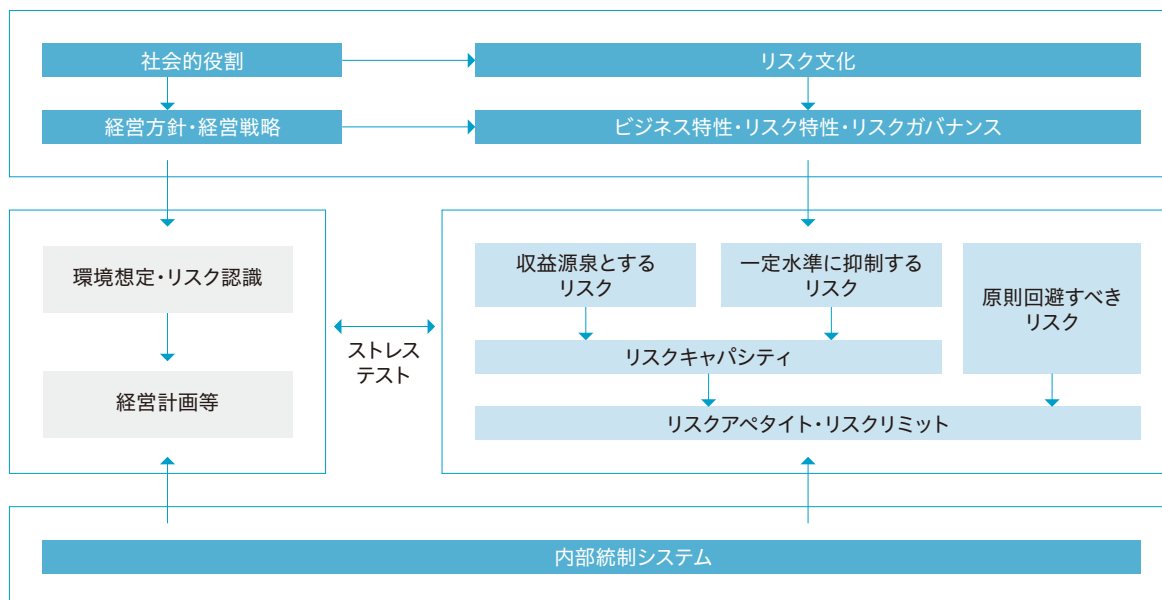 社会的役割
リスク文化
経営方針・経営戦略
ビジネス特性・リスク特性・リスクガバナンス
環境想定・リスク認識
経営計画等
ストレス
テスト
収益源泉とする
リスク
一定水準に抑制する
リスク
原則回避すべき
リスク
リスクキャパシティ
リスクアペタイト・リスクリミット
内部統制システム